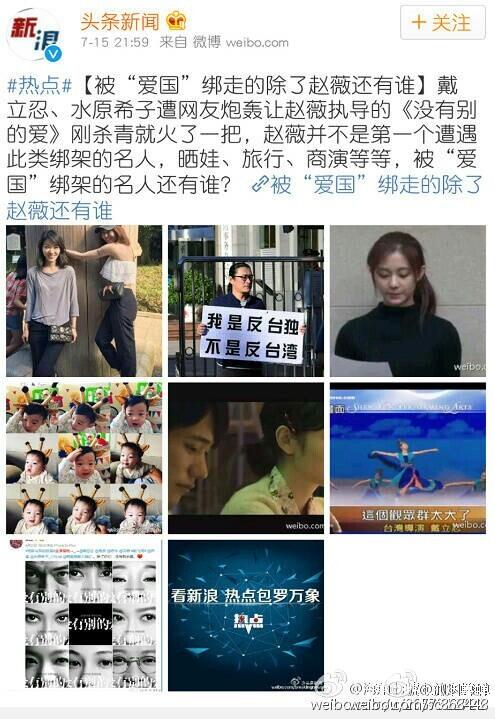 新
浪
头条新闻
7-15 21:59 来自 微博 weibo.com
+ 关注
#热点#【被“爱国”绑走的除了赵薇还有谁】戴
立忍、水原希子遭网友炮轰让赵薇执导的《没有别
的爱》刚杀青就火了一把，赵薇并不是第一个遭遇
此类绑架的名人，晒娃、旅行、商演等等，被“爱
国”绑架的名人还有谁？ 被“爱国”绑走的除了
赵薇还有谁
我是反台独
不是反台湾
weibo.com
SHEN YUN PERFORMING ARTS
這個觀眾群太大了
台灣導演 戴立忍
weibo.com
没有别的
看新浪 热点包罗万象
热点